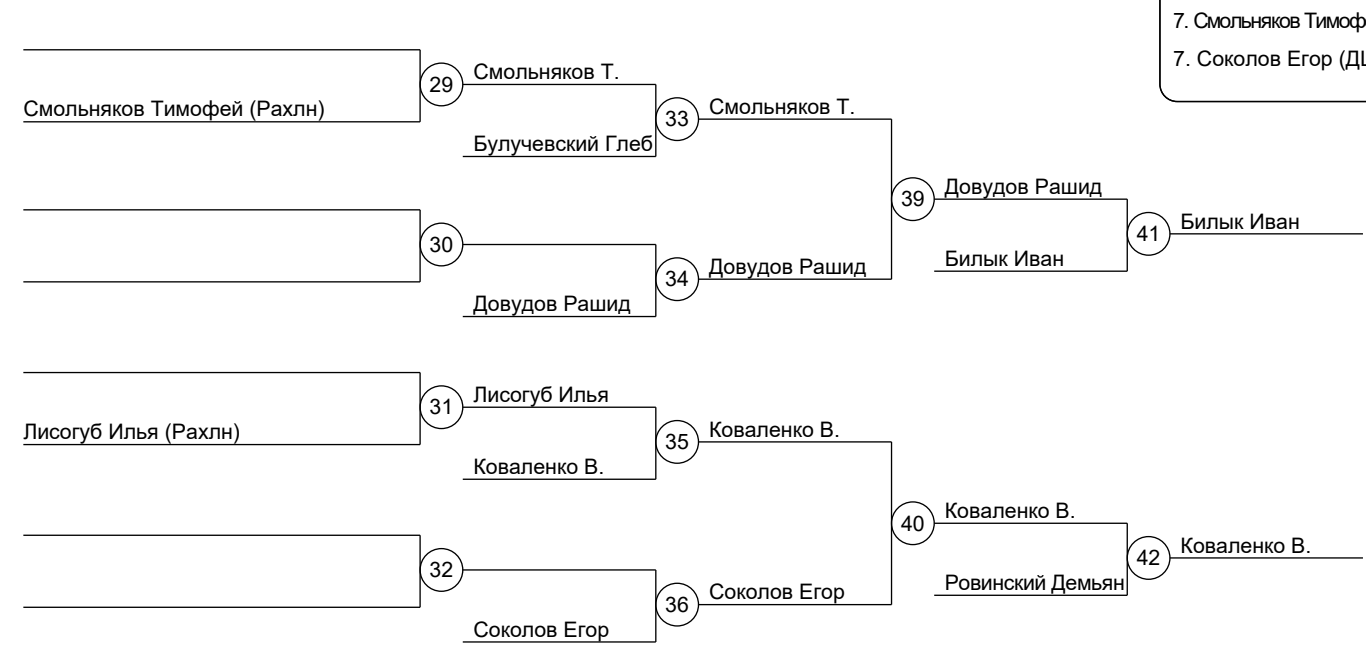 7. Смольняков Тимоф
7. Соколов Егор
29
Смольняков Т.
Смольняков Тимофей (Рахлн)
33
Смольняков Т.
Булучевский Глеб
39
Довудов Рашид
30
41
Билык Иван
34
Довудов Рашид
Билык Иван
Довудов Рашид
31
Лисогуб Илья
Лисогуб Илья (Рахлн)
35
Коваленко В.
Коваленко В.
40
Коваленко В.
32
42
Коваленко В.
36
Соколов Егор
Ровинский Демьян
Соколов Егор